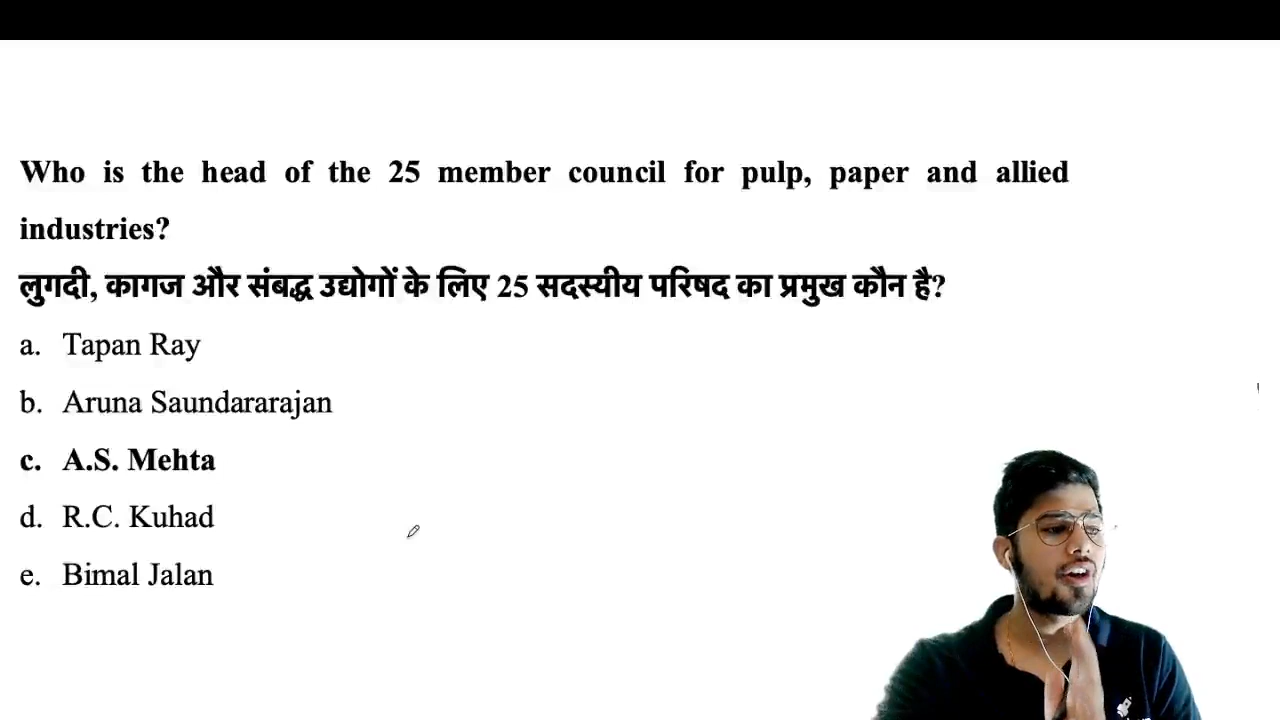 Who is the head of the 25 member council for pulp, paper and allied
industries?
लुगदी, कागज और संबद्ध उद्योगों के लिए 25 सदस्यीय परिषद का प्रमुख कौन है?
a. Tapan Ray
b. Aruna Saundararajan
c. A.S. Mehta
d. R.C. Kuhad
e. Bimal Jalan